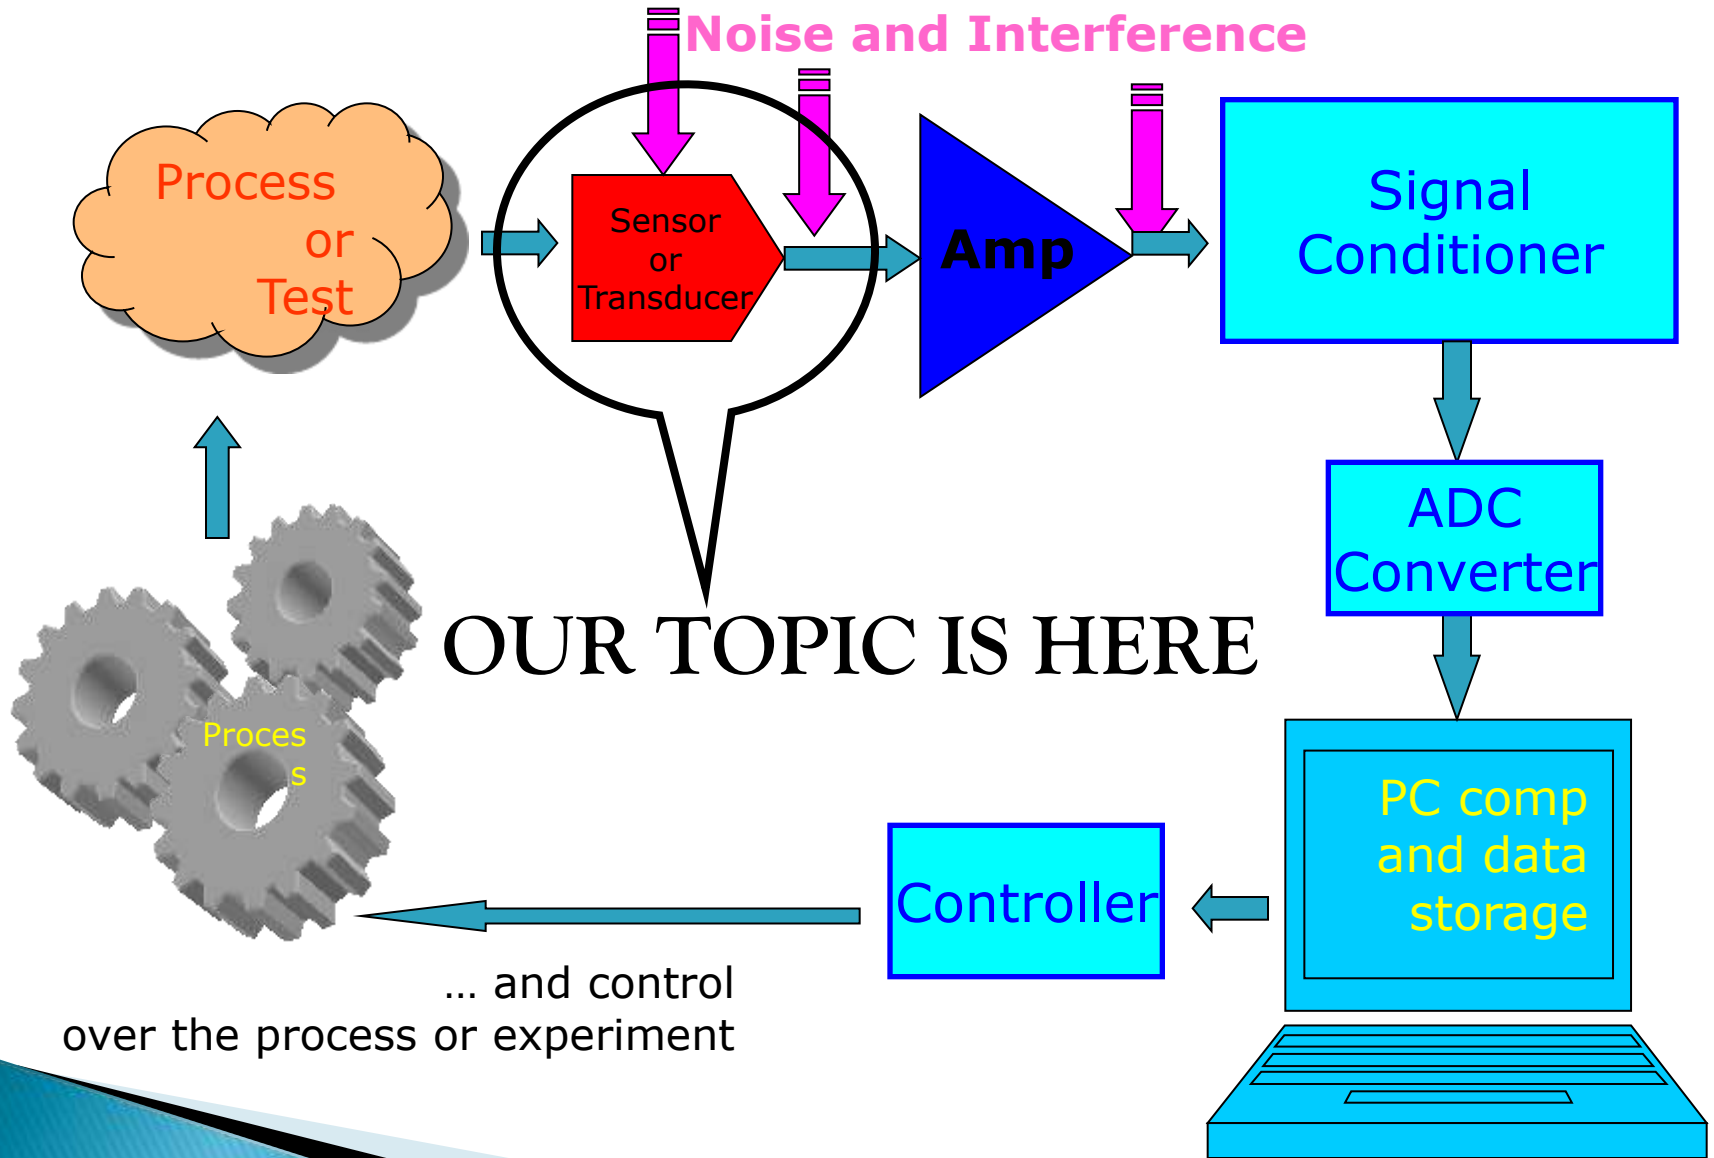 Noise and Interference
Process
or
Test
Sensor
or
Transducer
Amp
Signal
Conditioner
ADC
Converter
OUR TOPIC IS HERE
Proces
s
PC comp
and data
storage
Controller
... and control
over the process or experiment